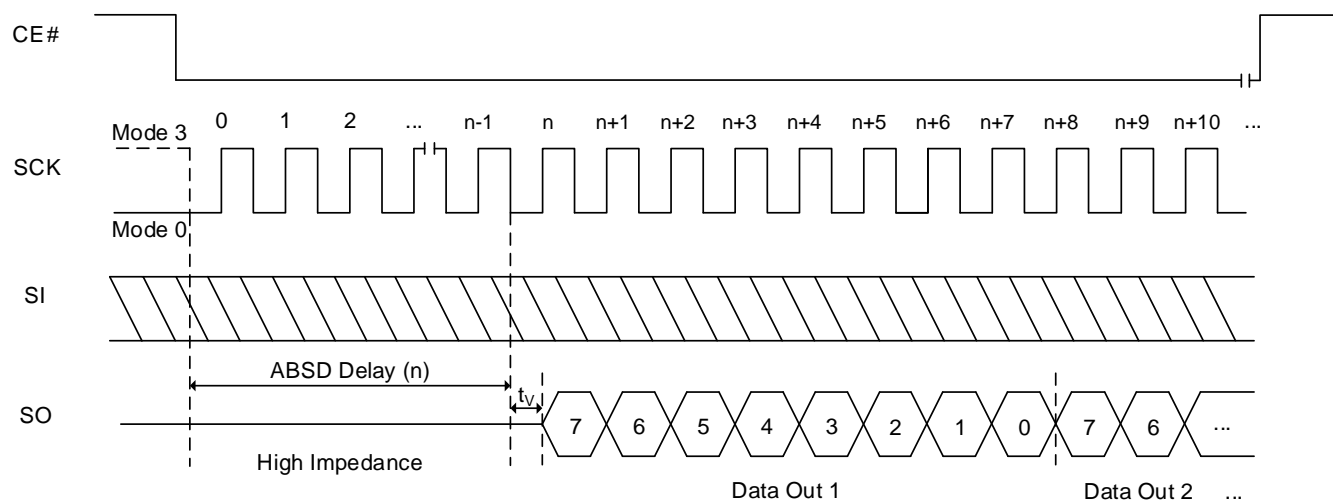 CE#
Mode 3
0 1 2 ... n-1 n n+1 n+2 n+3 n+4 n+5 n+6 n+7 n+8 n+9 n+10 ...
SCK
Mode 0
SI
ABSD Delay (n)
tV
SO
7 6 5 4 3 2 1 0 7 6 ...
High Impedance
Data Out 1 Data Out 2 ...